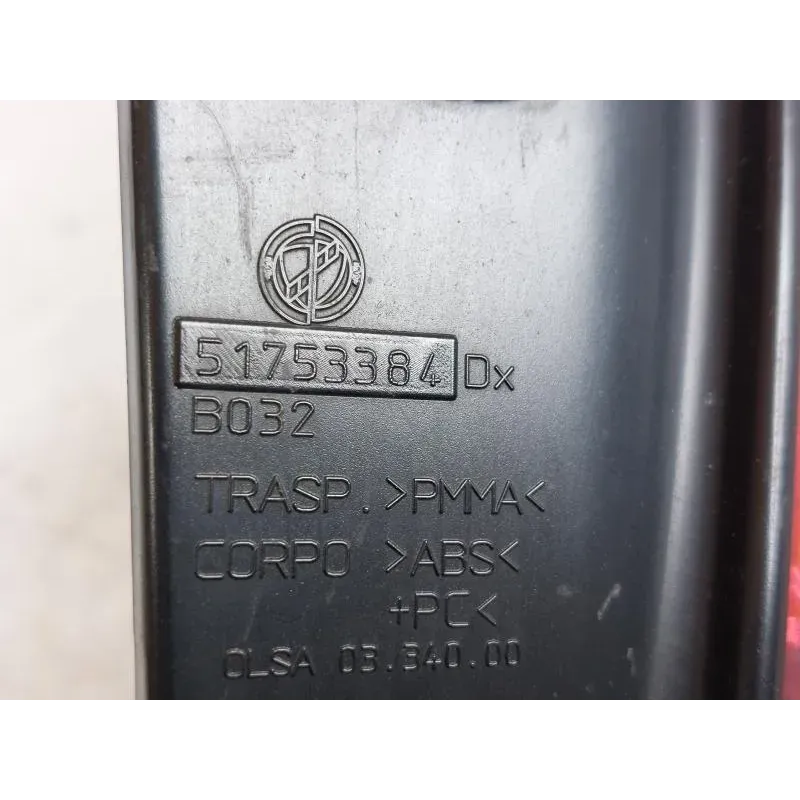 51753384 Dx
B032
TRASP. >PMMA<
CORPO >ABS<
+PC<
OLSA 03.340.00